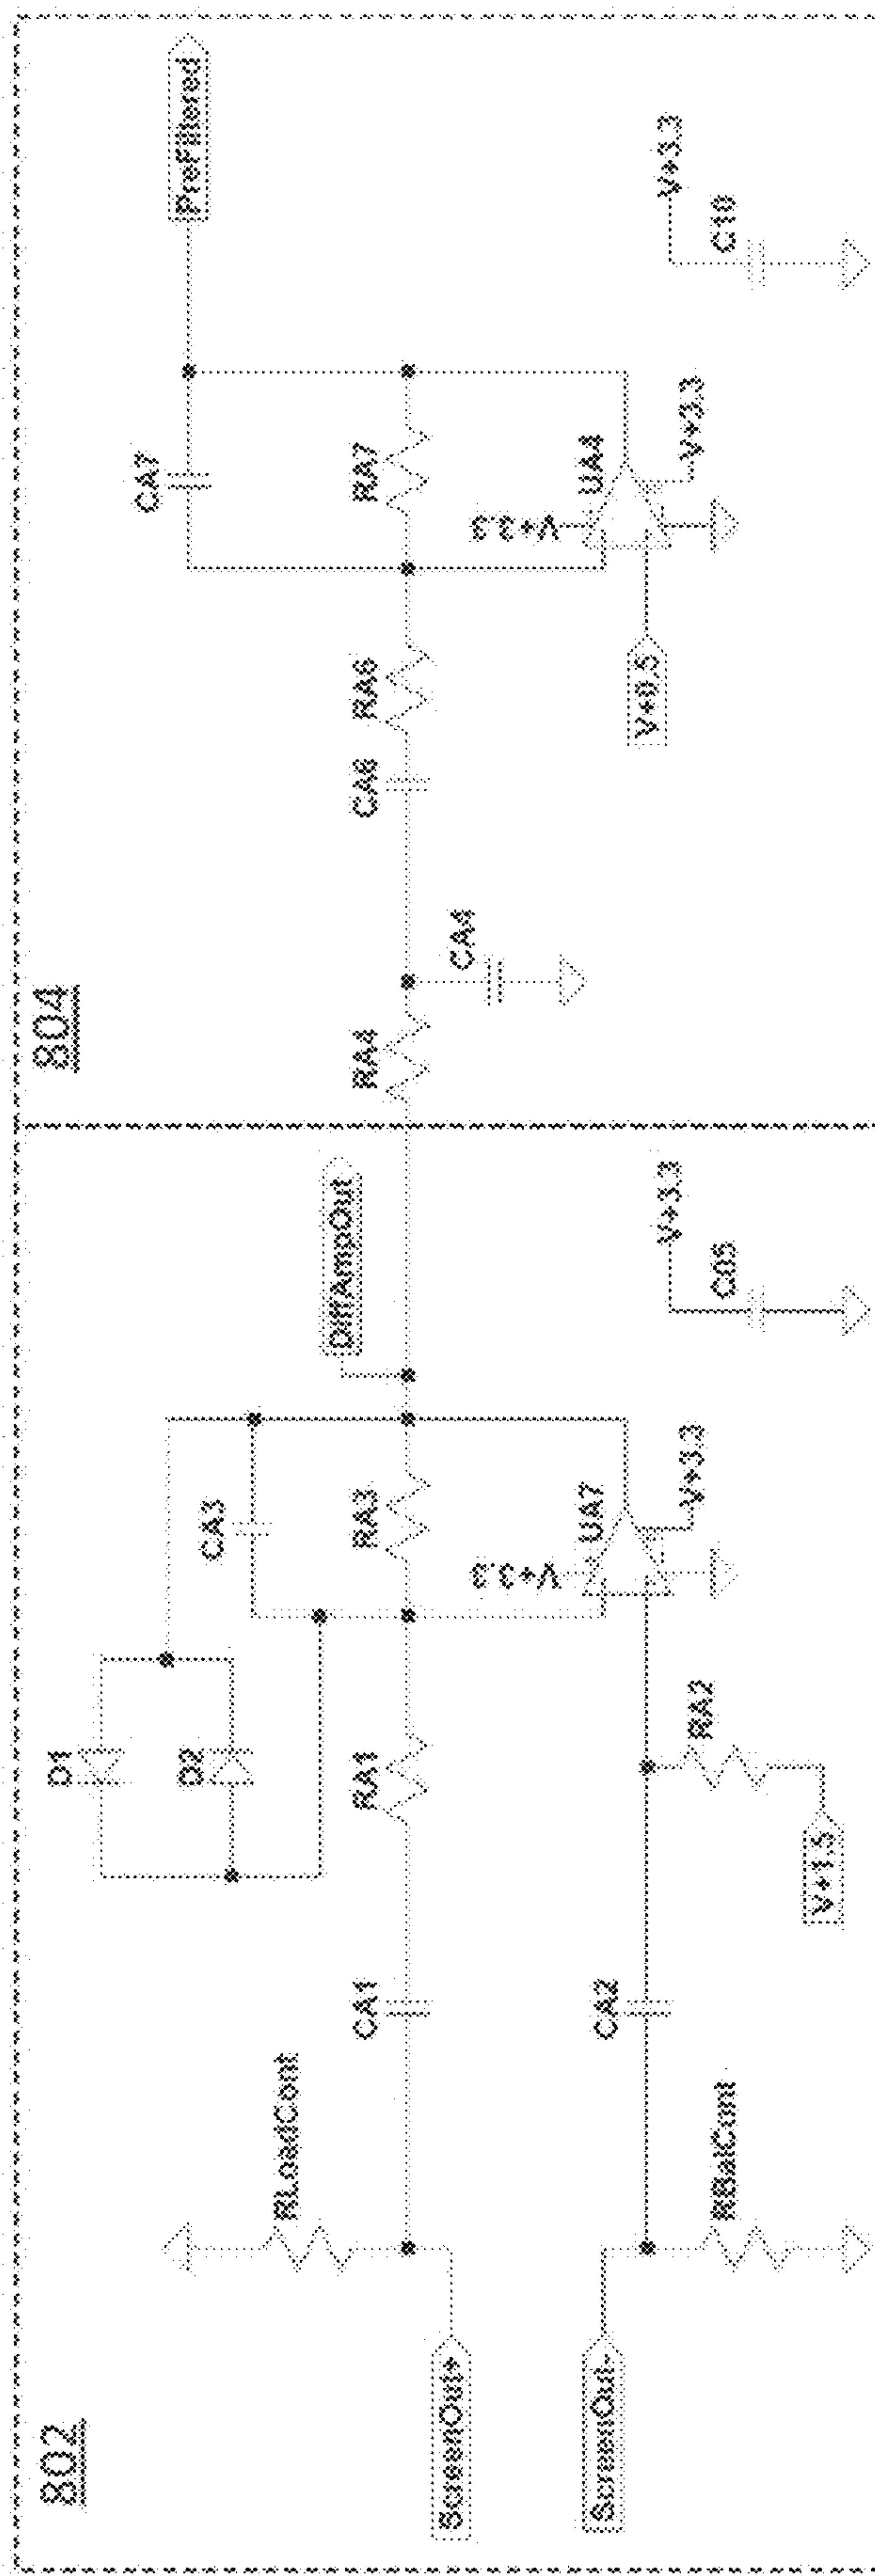 802
ScreenOut+
ScreenOut-
RLoadCont
RBalCont
CA1
CA2
D1
D2
RA1
RA2
V+1.5
CA3
RA3
V+3.3
UA7
V+3.3
DiffAmpOut
V+3.3
C05
804
RA4
CA4
CA6
RA6
V+0.5
CA7
RA7
V+3.3
UA4
V+3.3
PreFiltered
V+3.3
C10